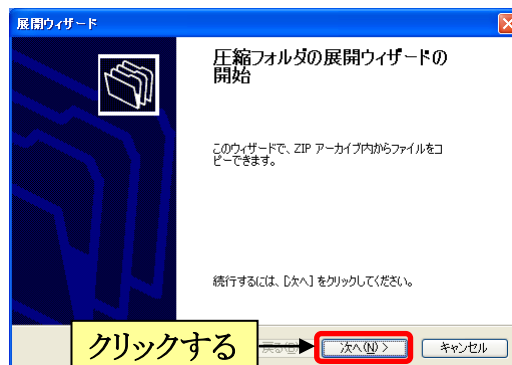 展開ウィザード
圧縮フォルダの展開ウィザードの
開始
このウィザードで、ZIP アーカイブ内からファイルをコ
ピーできます。
続行するには、[次へ] をクリックしてください。
クリックする
次へ(N) >
キャンセル